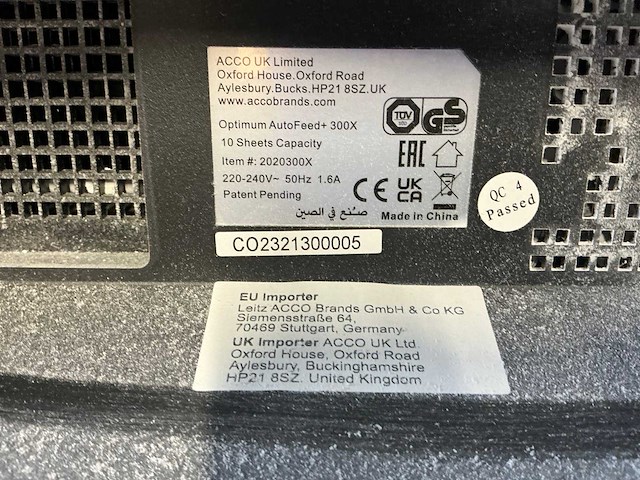 ACCO UK Limited
Oxford House.Oxford Road
Aylesbury.Bucks.HP21 8SZ.UK
www.accobrands.com
Optimum AutoFeed+ 300X
10 Sheets Capacity
Item #: 2020300X
220-240V~ 50Hz 1.6A
Patent Pending
صنع في الصين
TÜV
GS
EAC
CE
UK
CA
Made in China
QC 4
Passed
CO2321300005
EU Importer
Leitz ACCO Brands GmbH & Co KG
Siemensstraße 64,
70469 Stuttgart, Germany
UK Importer ACCO UK Ltd
Oxford House, Oxford Road
Aylesbury, Buckinghamshire
HP21 8SZ. United Kingdom